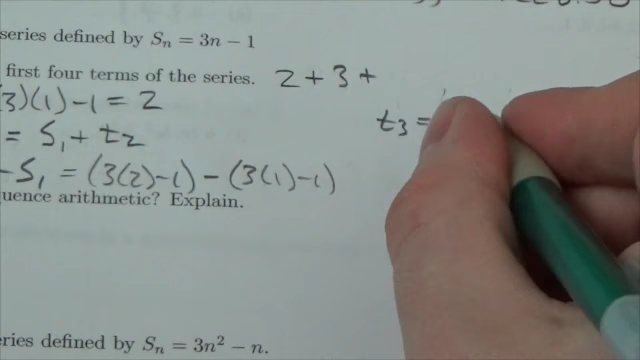 series defined by Sₙ = 3n − 1
first four terms of the series. 2 + 3 +
3)(1) − 1 = 2
t₃ =
= S₁ + t₂
− S₁ = (3(2) − 1) − (3(1) − 1)
uence arithmetic? Explain.
ries defined by Sₙ = 3n² − n.